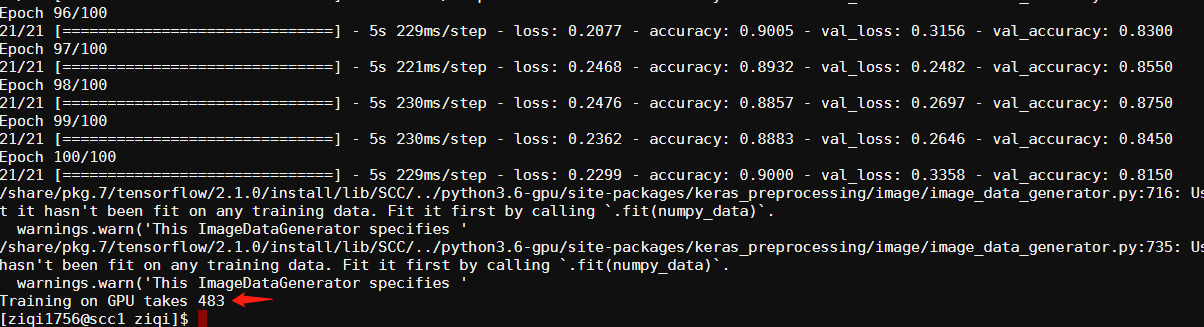 Epoch 96/100
21/21 [==============================] - 5s 229ms/step - loss: 0.2077 - accuracy: 0.9005 - val_loss: 0.3156 - val_accuracy: 0.8300
Epoch 97/100
21/21 [==============================] - 5s 221ms/step - loss: 0.2468 - accuracy: 0.8932 - val_loss: 0.2482 - val_accuracy: 0.8550
Epoch 98/100
21/21 [==============================] - 5s 230ms/step - loss: 0.2476 - accuracy: 0.8857 - val_loss: 0.2697 - val_accuracy: 0.8750
Epoch 99/100
21/21 [==============================] - 5s 230ms/step - loss: 0.2362 - accuracy: 0.8883 - val_loss: 0.2646 - val_accuracy: 0.8450
Epoch 100/100
21/21 [==============================] - 5s 229ms/step - loss: 0.2299 - accuracy: 0.9000 - val_loss: 0.3358 - val_accuracy: 0.8150
/share/pkg.7/tensorflow/2.1.0/install/lib/SCC/../python3.6-gpu/site-packages/keras_preprocessing/image/image_data_generator.py:716: Us
t it hasn't been fit on any training data. Fit it first by calling `.fit(numpy_data)`.
  warnings.warn('This ImageDataGenerator specifies '
/share/pkg.7/tensorflow/2.1.0/install/lib/SCC/../python3.6-gpu/site-packages/keras_preprocessing/image/image_data_generator.py:735: Us
hasn't been fit on any training data. Fit it first by calling `.fit(numpy_data)`.
  warnings.warn('This ImageDataGenerator specifies '
Training on GPU takes 483
[ziqi1756@scc1 ziqi]$